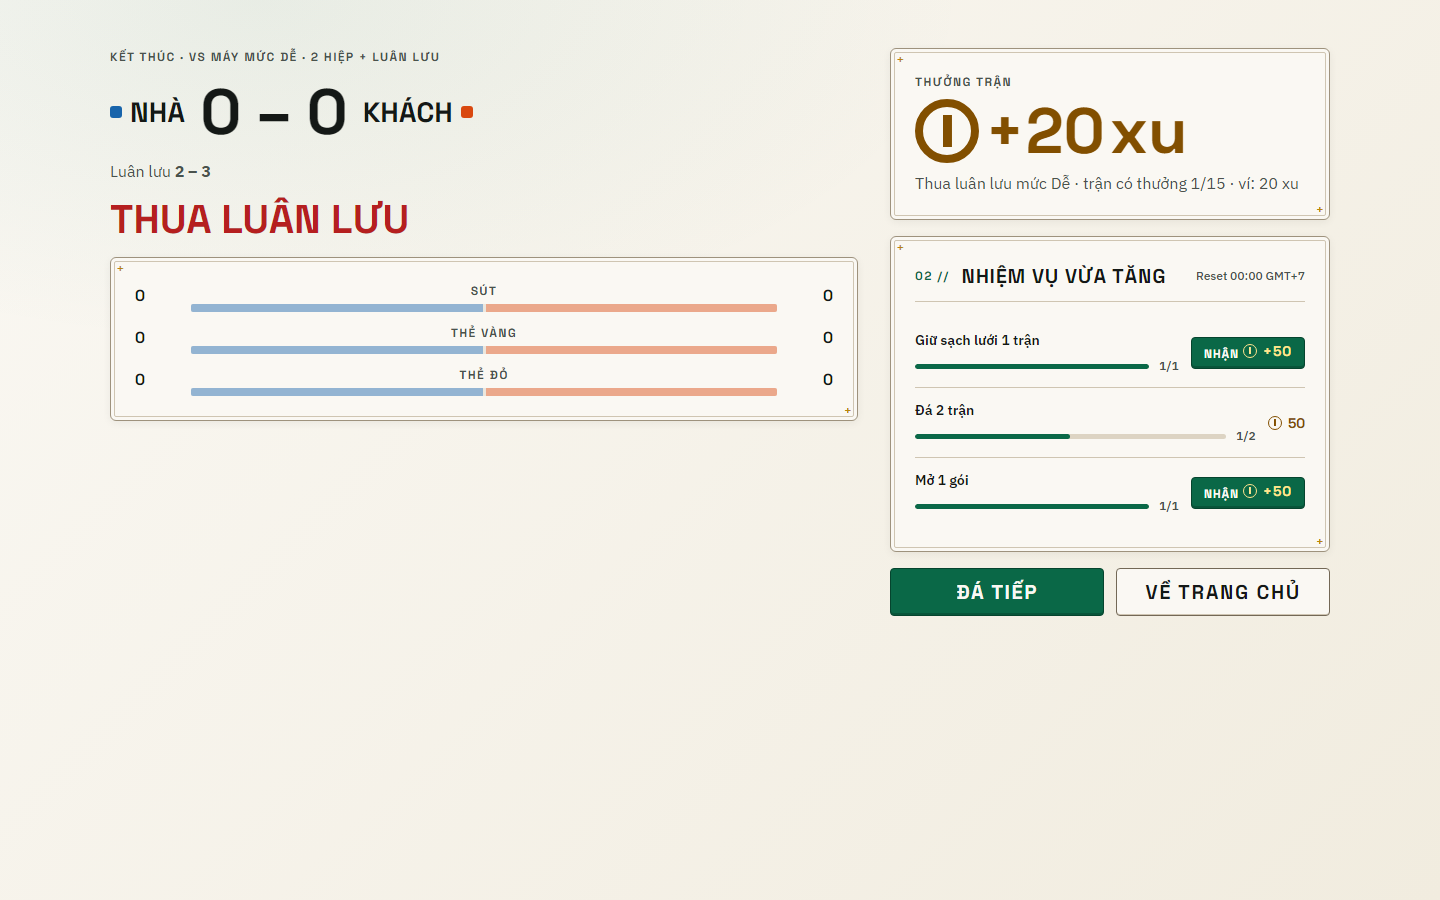 KẾT THÚC · VS MÁY MỨC DỄ · 2 HIỆP + LUÂN LƯU
NHÀ 0 – 0 KHÁCH
Luân lưu 2 – 3
THUA LUÂN LƯU
0 SÚT 0
0 THẺ VÀNG 0
0 THẺ ĐỎ 0
THƯỞNG TRẬN
+20 xu
Thua luân lưu mức Dễ · trận có thưởng 1/15 · ví: 20 xu
02 // NHIỆM VỤ VỪA TĂNG Reset 00:00 GMT+7
Giữ sạch lưới 1 trận
1/1 NHẬN +50
Đá 2 trận
1/2 50
Mở 1 gói
1/1 NHẬN +50
ĐÁ TIẾP VỀ TRANG CHỦ